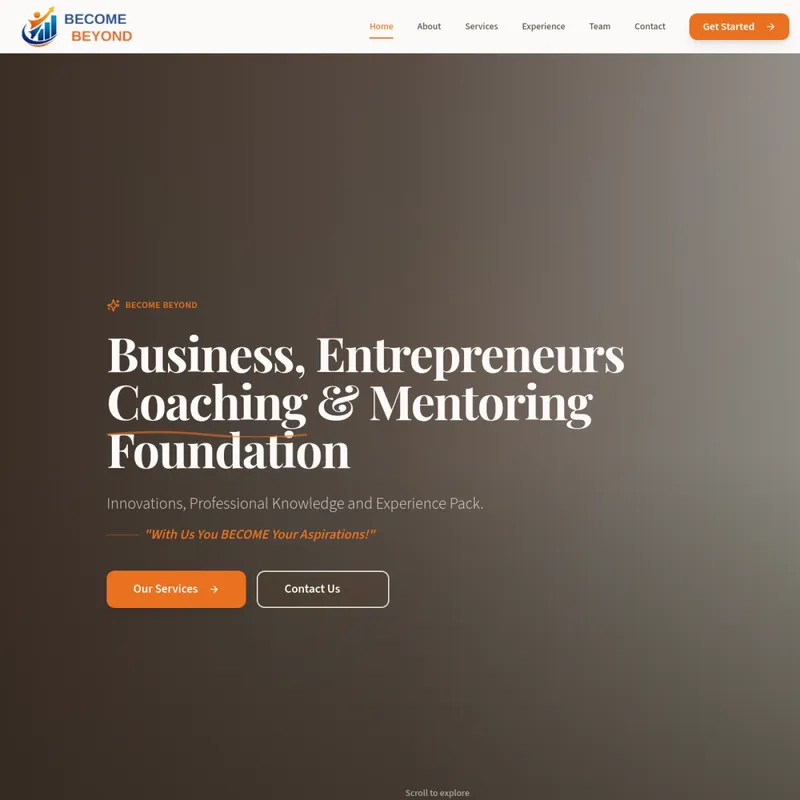 BECOME
BEYOND
Home About Services Experience Team Contact Get Started
BECOME BEYOND
Business, Entrepreneurs
Coaching & Mentoring
Foundation
Innovations, Professional Knowledge and Experience Pack.
"With Us You BECOME Your Aspirations!"
Our Services Contact Us
Scroll to explore